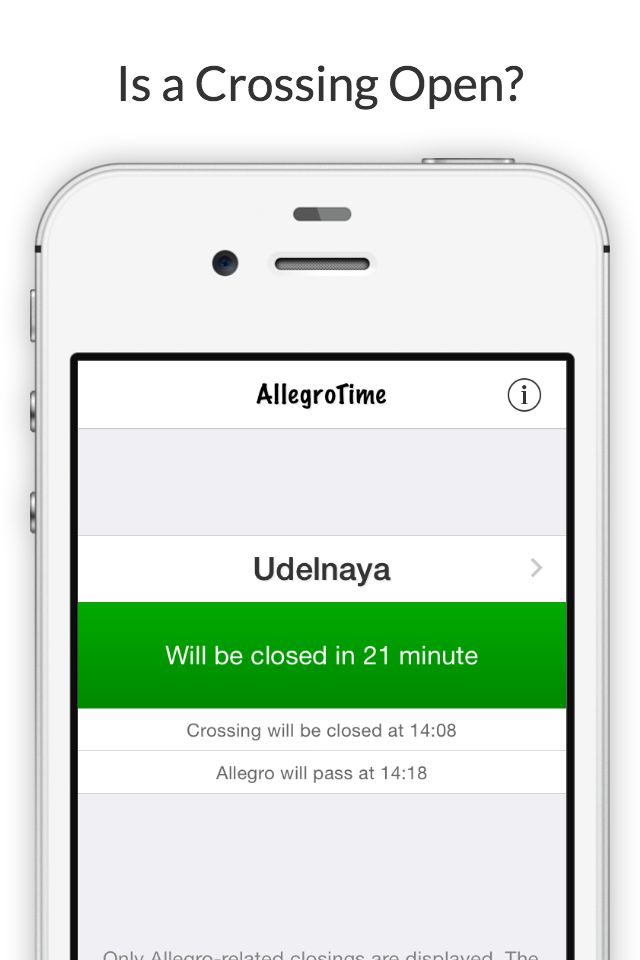 Is a Crossing Open?
AllegroTime
i
Udelnaya
Will be closed in 21 minute
Crossing will be closed at 14:08
Allegro will pass at 14:18
Only Allegro-related closings are displayed. The